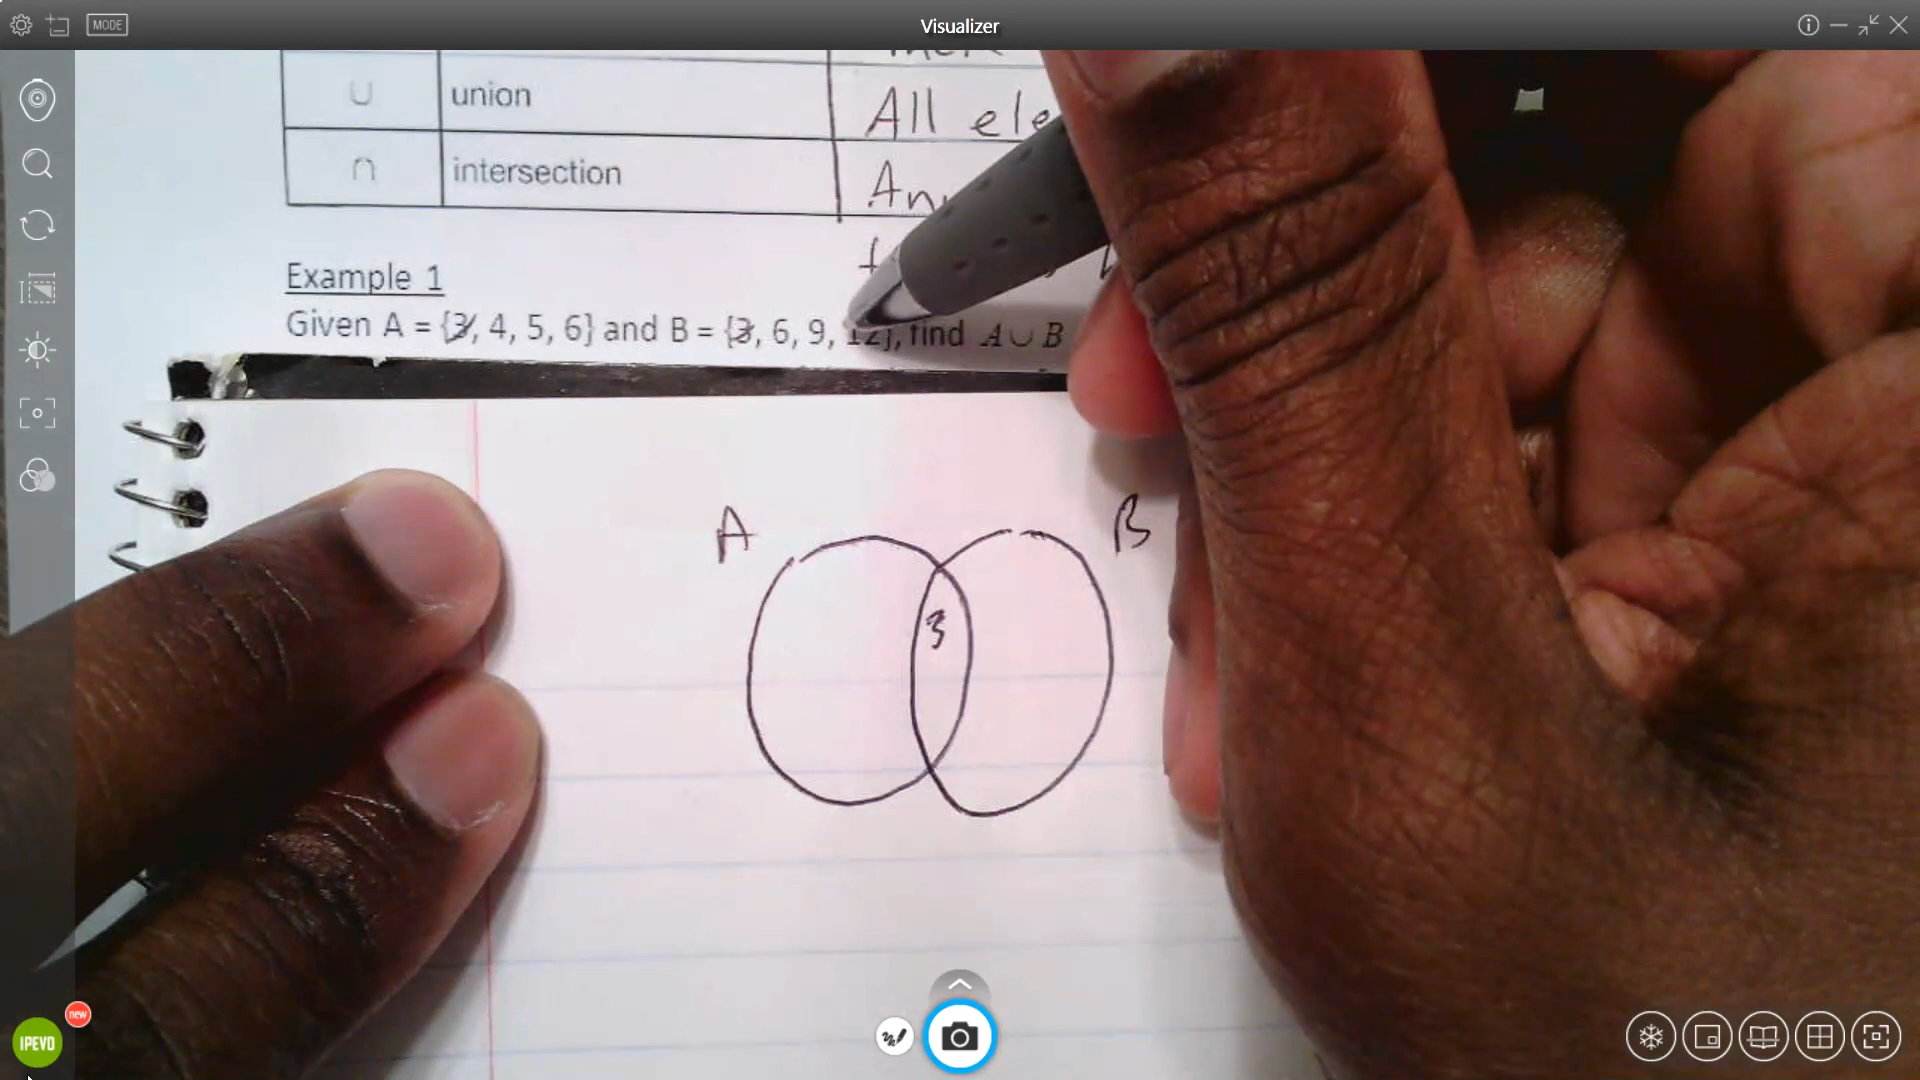 MODE
Visualizer
∪ union All ele
∩ intersection Any
Example 1
Given A = {3, 4, 5, 6} and B = {3, 6, 9, 12}, find A ∪ B
A
B
3
new
IPEVO